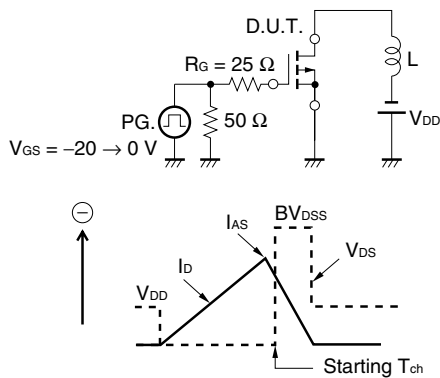 D.U.T.
RG = 25 Ω
L
PG.
50 Ω
VDD
VGS = −20 → 0 V
−
BVDSS
IAS
ID
VDS
VDD
Starting Tch